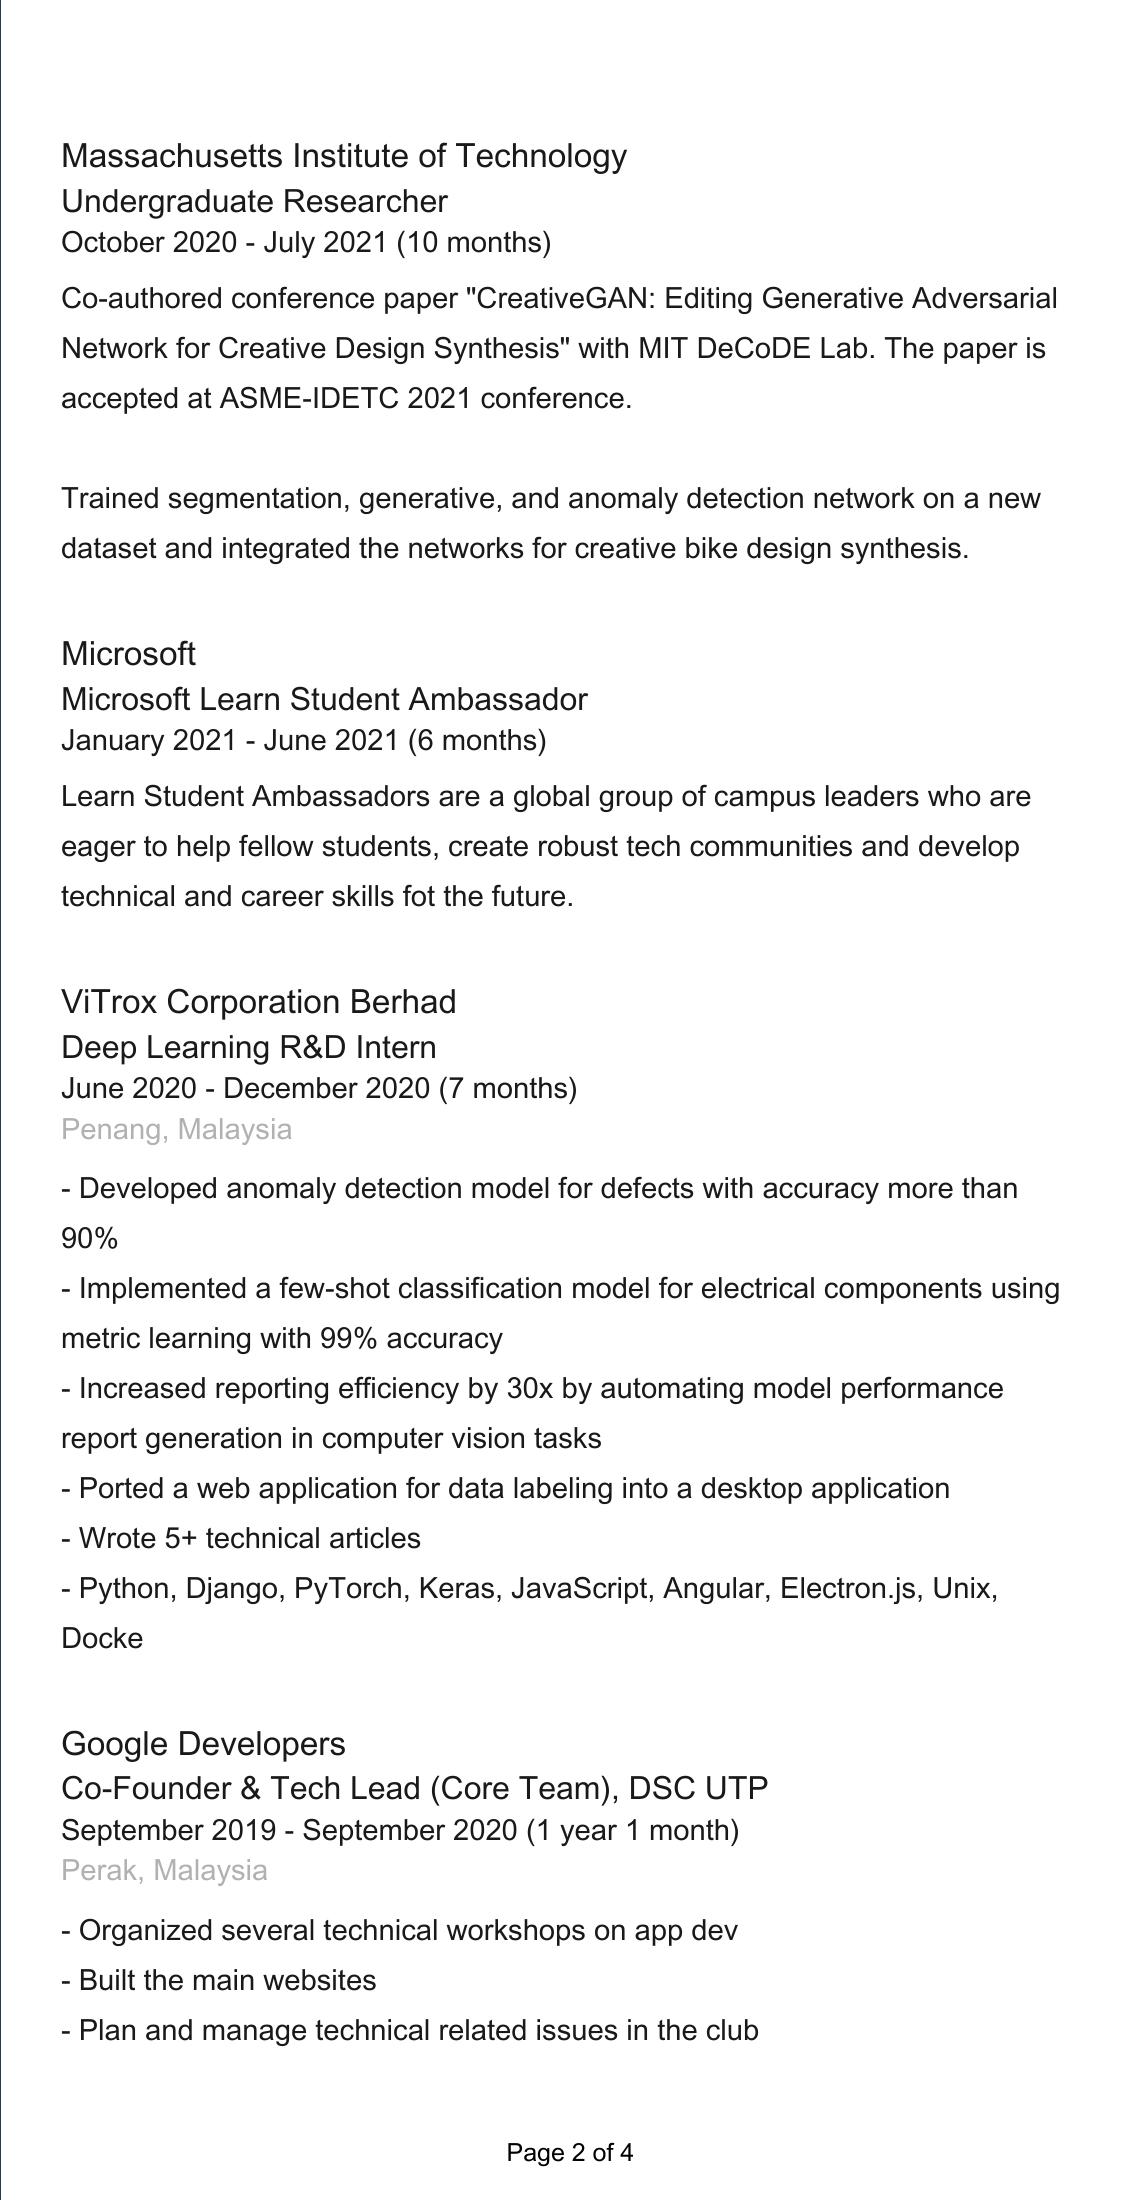 Massachusetts Institute of Technology
Undergraduate Researcher
October 2020 - July 2021 (10 months)
Co-authored conference paper "CreativeGAN: Editing Generative Adversarial
Network for Creative Design Synthesis" with MIT DeCoDE Lab. The paper is
accepted at ASME-IDETC 2021 conference.
Trained segmentation, generative, and anomaly detection network on a new
dataset and integrated the networks for creative bike design synthesis.
Microsoft
Microsoft Learn Student Ambassador
January 2021 - June 2021 (6 months)
Learn Student Ambassadors are a global group of campus leaders who are
eager to help fellow students, create robust tech communities and develop
technical and career skills fot the future.
ViTrox Corporation Berhad
Deep Learning R&D Intern
June 2020 - December 2020 (7 months)
Penang, Malaysia
- Developed anomaly detection model for defects with accuracy more than
90%
- Implemented a few-shot classification model for electrical components using
metric learning with 99% accuracy
- Increased reporting efficiency by 30x by automating model performance
report generation in computer vision tasks
- Ported a web application for data labeling into a desktop application
- Wrote 5+ technical articles
- Python, Django, PyTorch, Keras, JavaScript, Angular, Electron.js, Unix,
Docke
Google Developers
Co-Founder & Tech Lead (Core Team), DSC UTP
September 2019 - September 2020 (1 year 1 month)
Perak, Malaysia
- Organized several technical workshops on app dev
- Built the main websites
- Plan and manage technical related issues in the club
Page 2 of 4